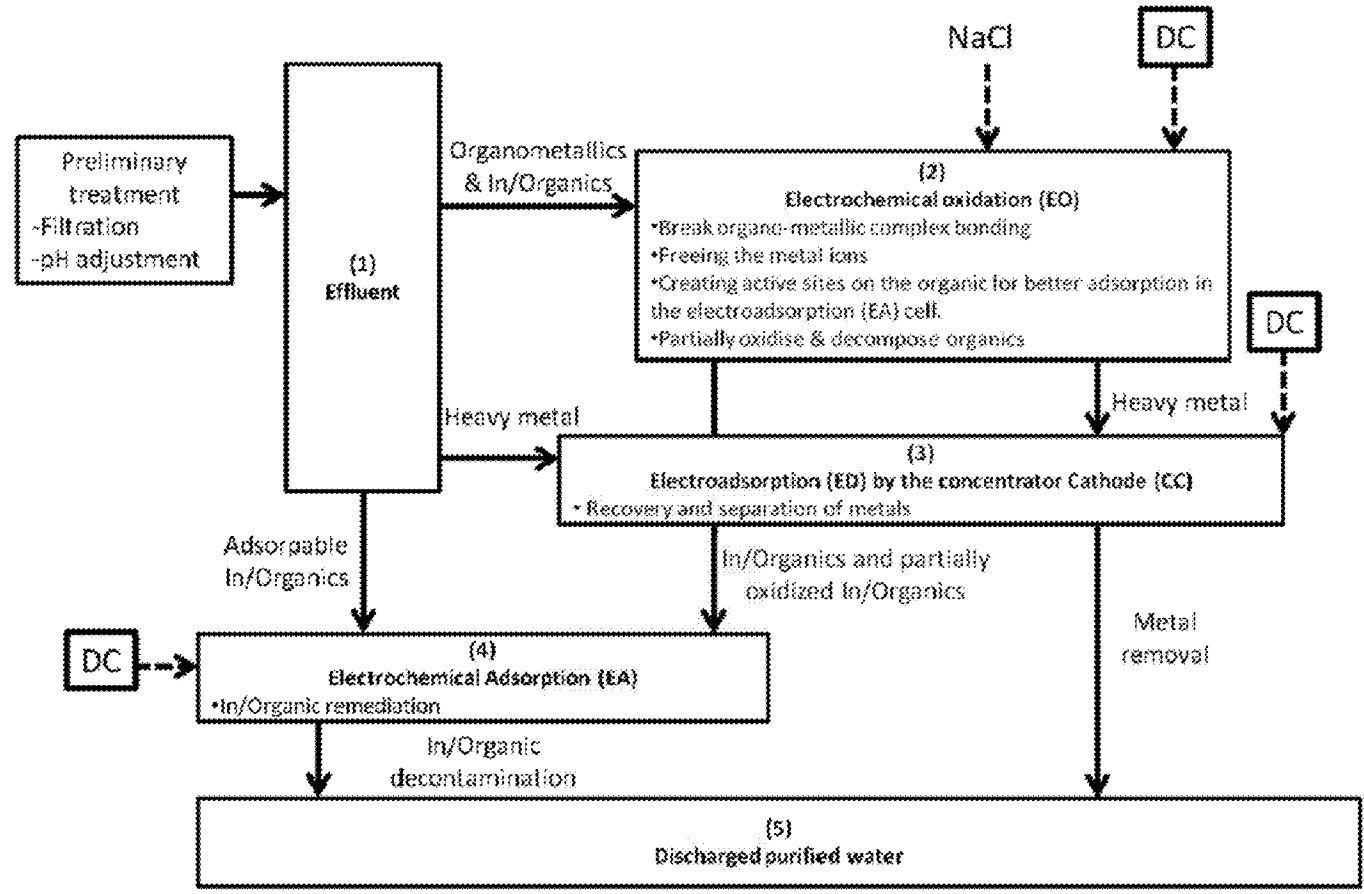 NaCl
DC
Preliminary
treatment
-Filtration
-pH adjustment
(1)
Effluent
Organometallics
& In/Organics
(2)
Electrochemical oxidation (EO)
•Break organo-metallic complex bonding
•Freeing the metal ions
•Creating active sites on the organic for better adsorption in
the electroadsorption (EA) cell.
•Partially oxidise & decompose organics
DC
Heavy metal
Heavy metal
(3)
Electroadsorption (ED) by the concentrator Cathode (CC)
• Recovery and separation of metals
Adsorpable
In/Organics
In/Organics and partially
oxidized In/Organics
Metal
removal
DC
(4)
Electrochemical Adsorption (EA)
•In/Organic remediation
In/Organic
decontamination
(5)
Discharged purified water